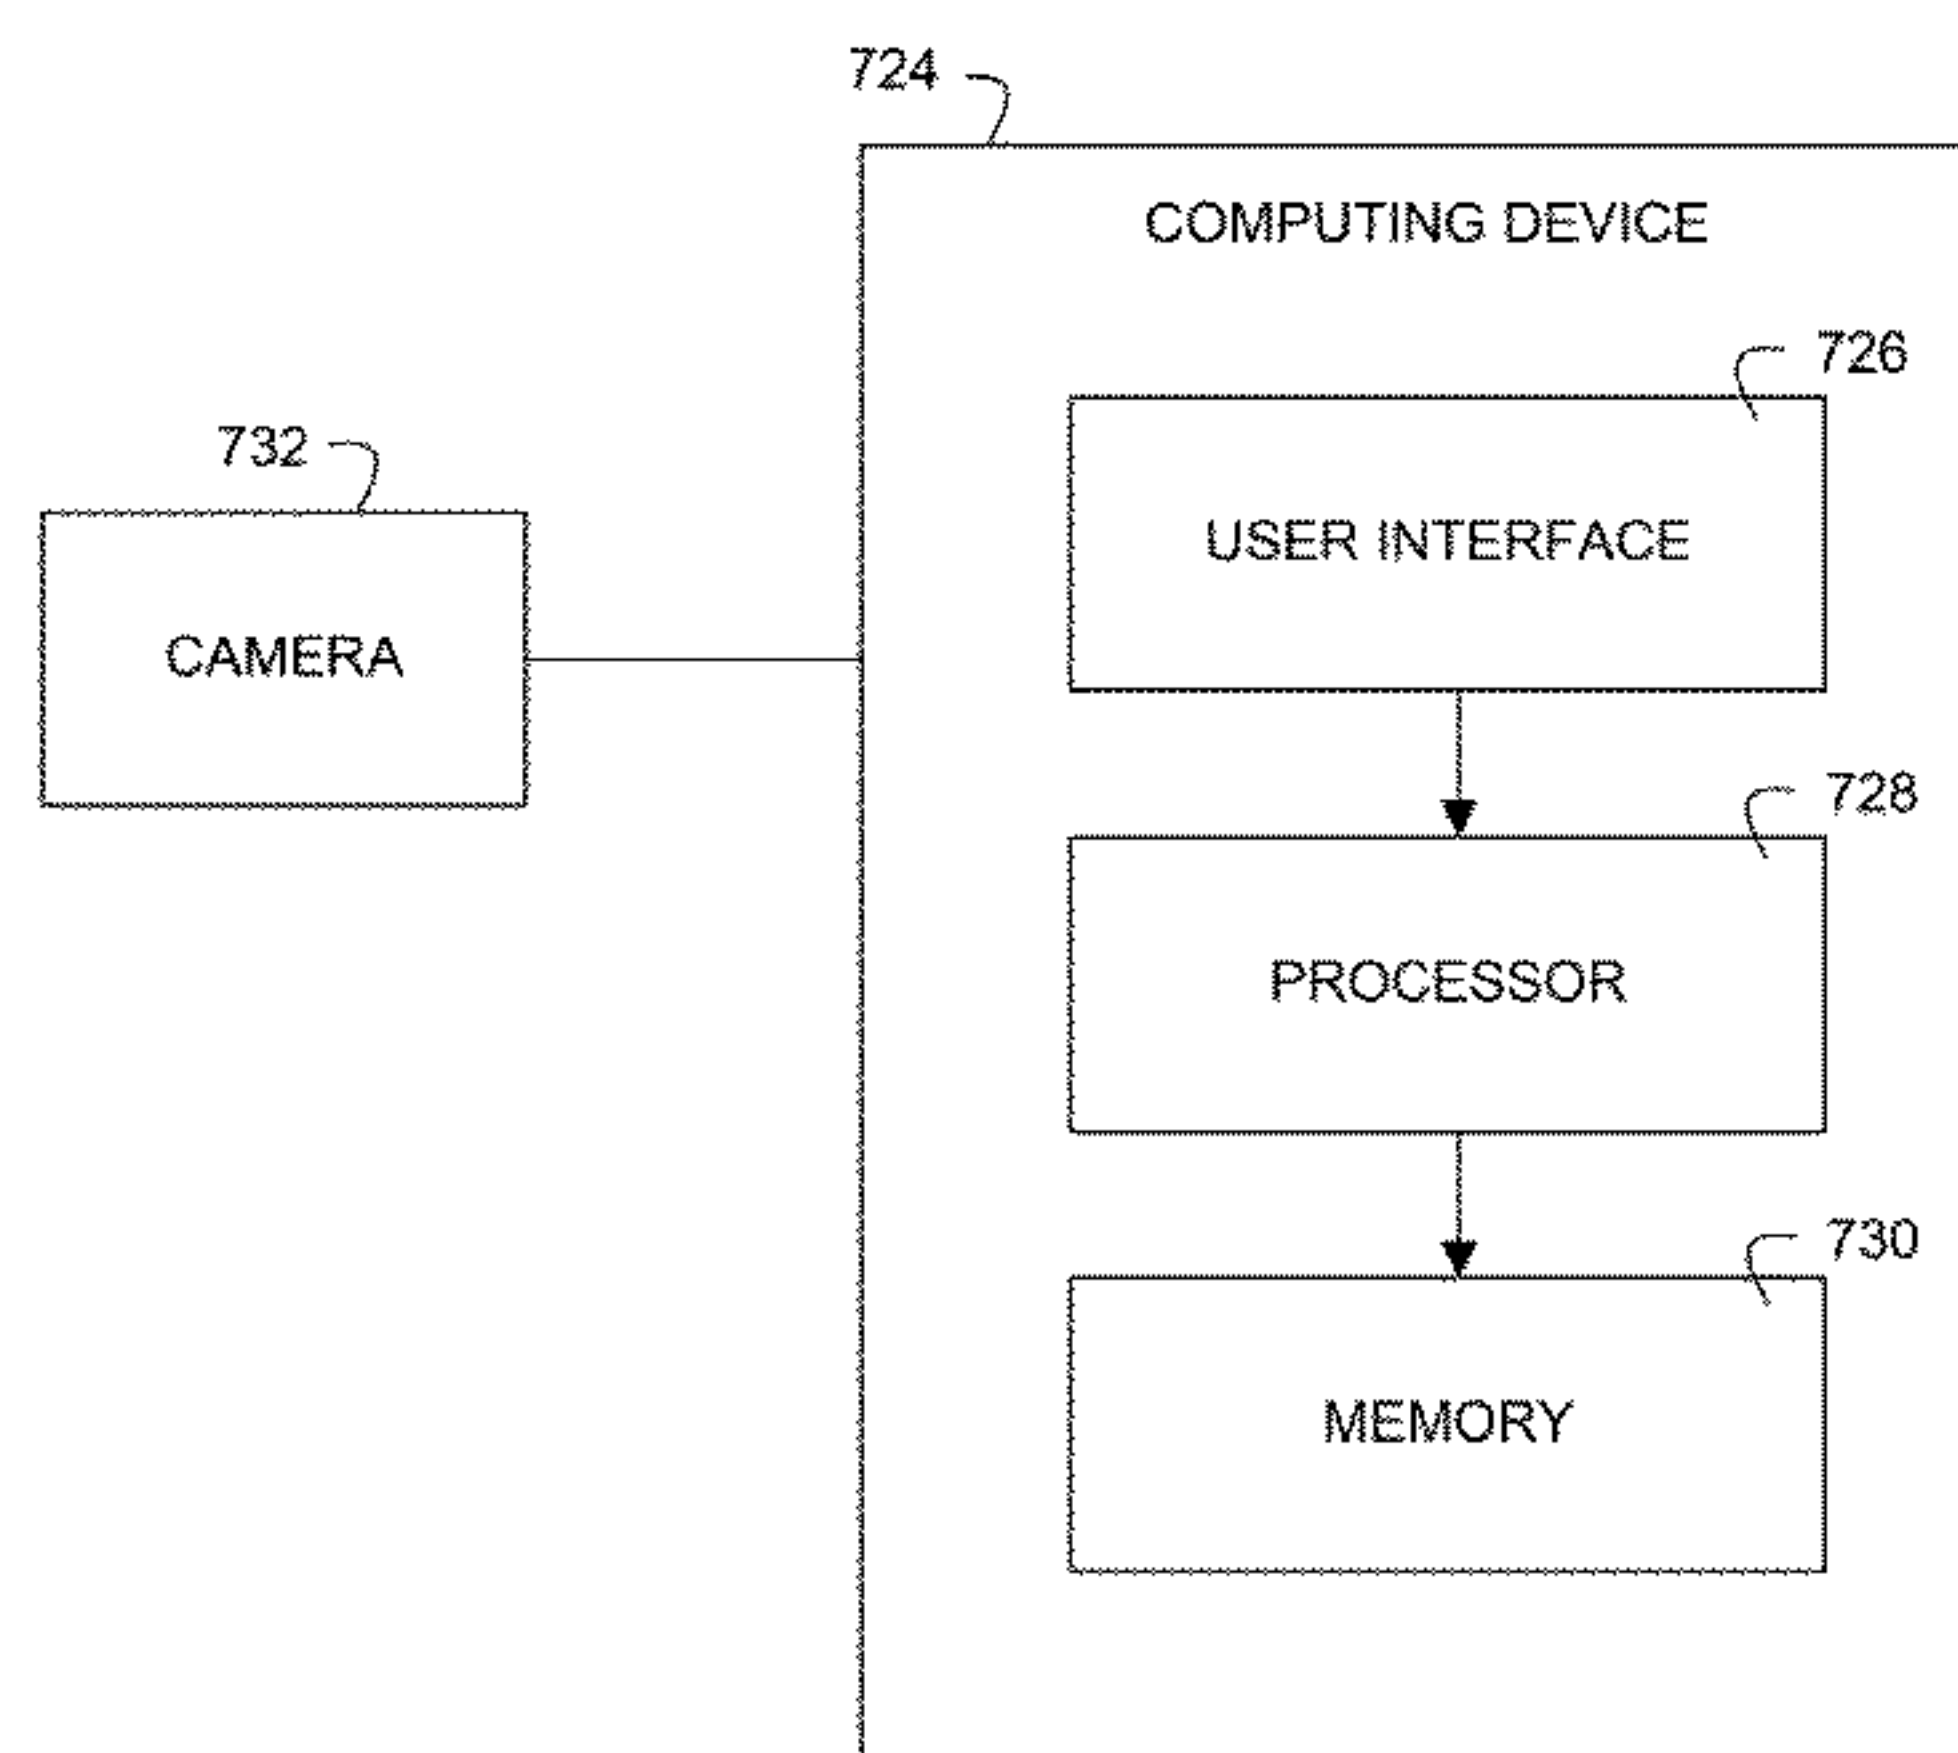 724
COMPUTING DEVICE
726
732
USER INTERFACE
CAMERA
728
PROCESSOR
730
MEMORY